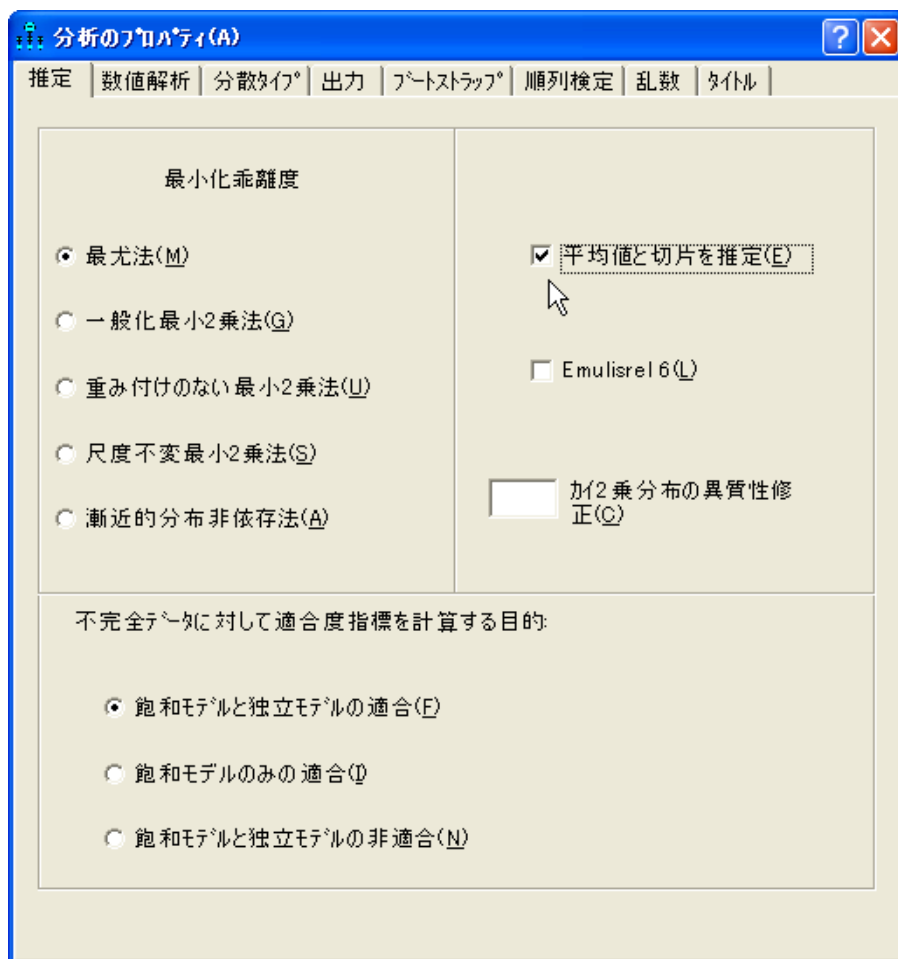 分析のﾌﾟﾛﾊﾟﾃｨ(A)
推定 数値解析 分散ﾀｲﾌﾟ 出力 ﾌﾞｰﾄｽﾄﾗｯﾌﾟ 順列検定 乱数 ﾀｲﾄﾙ
最小化乖離度
最尤法(M)
一般化最小2乗法(G)
重み付けのない最小2乗法(U)
尺度不変最小2乗法(S)
漸近的分布非依存法(A)
平均値と切片を推定(E)
Emulisrel 6(L)
ｶｲ2乗分布の異質性修
正(C)
不完全ﾃﾞｰﾀに対して適合度指標を計算する目的:
飽和モﾃﾞﾙと独立モﾃﾞﾙの適合(F)
飽和モデルのみの適合(I)
飽和モﾃﾞﾙと独立モﾃﾞﾙの非適合(N)